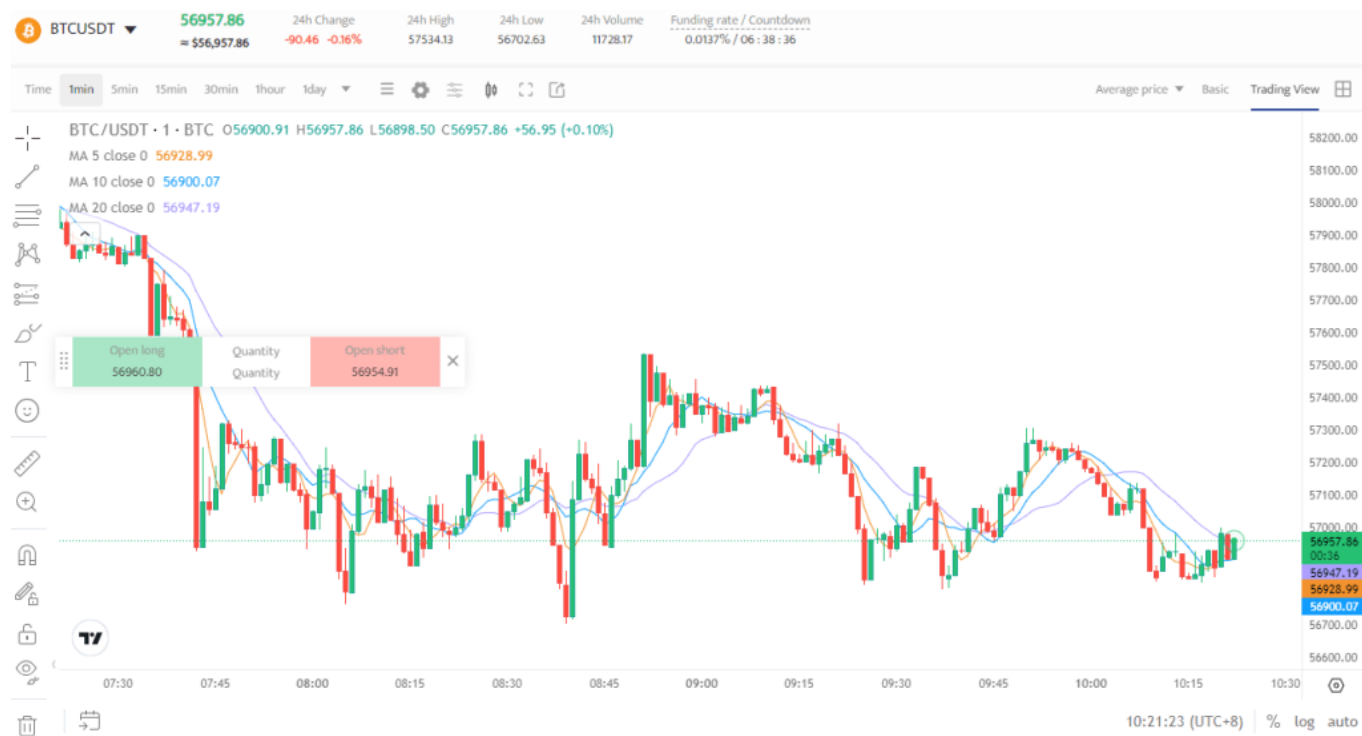 BTCUSDT
56957.86
≈ $56,957.86
24h Change
-90.46 -0.16%
24h High
57534.13
24h Low
56702.63
24h Volume
11728.17
Funding rate / Countdown
0.0137% / 06 : 38 : 36
Time 1min 5min 15min 30min 1hour 1day
Average price Basic Trading View
BTC/USDT · 1 · BTC O56900.91 H56957.86 L56898.50 C56957.86 +56.95 (+0.10%)
MA 5 close 0 56928.99
MA 10 close 0 56900.07
MA 20 close 0 56947.19
Open long
56960.80
Quantity
Quantity
Open short
56954.91
58200.00
58100.00
58000.00
57900.00
57800.00
57700.00
57600.00
57500.00
57400.00
57300.00
57200.00
57100.00
57000.00
56957.86
00:36
56947.19
56928.99
56900.07
56700.00
56600.00
07:30 07:45 08:00 08:15 08:30 08:45 09:00 09:15 09:30 09:45 10:00 10:15 10:30
10:21:23 (UTC+8) % log auto